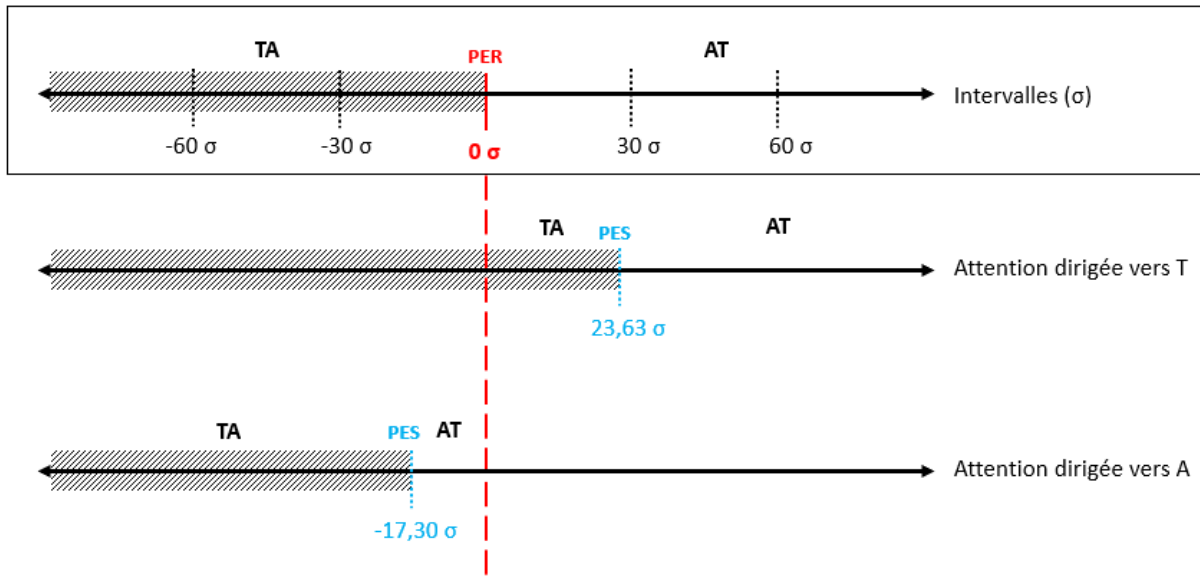 TA PER AT
Intervalles (σ)
-60 σ -30 σ 0 σ 30 σ 60 σ
TA PES AT
Attention dirigée vers T
23,63 σ
TA PES AT
Attention dirigée vers A
-17,30 σ